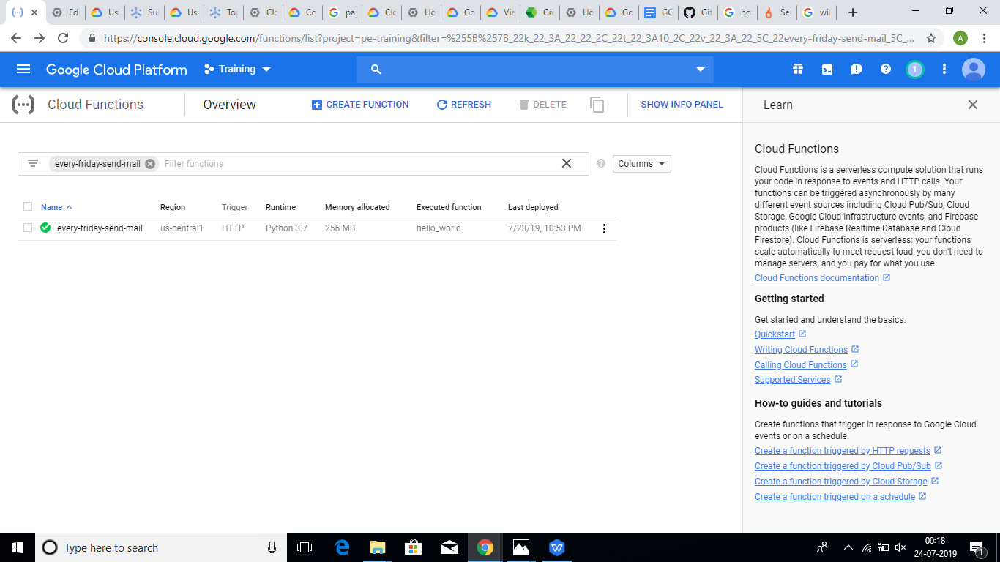 Ed
Us
Su
Us
To
Clo
Co
pa
Clo
Ho
Go
Vie
Cre
Ho
Go
GC
Git
ho
Se
wil
https://console.cloud.google.com/functions/list?project=pe-training&filter=%255B%257B_22k_22_3A_22_22_2C_22t_22_3A10_2C_22v_22_3A_22_5C_22every-friday-send-mail_5C_...
A
Google Cloud Platform
Training
1
Cloud Functions
Overview
CREATE FUNCTION
REFRESH
DELETE
SHOW INFO PANEL
Learn
every-friday-send-mail
Filter functions
Columns
Name Region Trigger Runtime Memory allocated Executed function Last deployed
every-friday-send-mail us-central1 HTTP Python 3.7 256 MB hello_world 7/23/19, 10:53 PM
Cloud Functions
Cloud Functions is a serverless compute solution that runs
your code in response to events and HTTP calls. Your
functions can be triggered asynchronously by many
different event sources including Cloud Pub/Sub, Cloud
Storage, Google Cloud infrastructure events, and Firebase
products (like Firebase Realtime Database and Cloud
Firestore). Cloud Functions is serverless: your functions
scale automatically to meet request load, you don't need to
manage servers, and you pay for what you use.
Cloud Functions documentation
Getting started
Get started and understand the basics.
Quickstart
Writing Cloud Functions
Calling Cloud Functions
Supported Services
How-to guides and tutorials
Create functions that trigger in response to Google Cloud
events or on a schedule.
Create a function triggered by HTTP requests
Create a function triggered by Cloud Pub/Sub
Create a function triggered by Cloud Storage
Create a function triggered on a schedule
Type here to search
00:18
24-07-2019
1